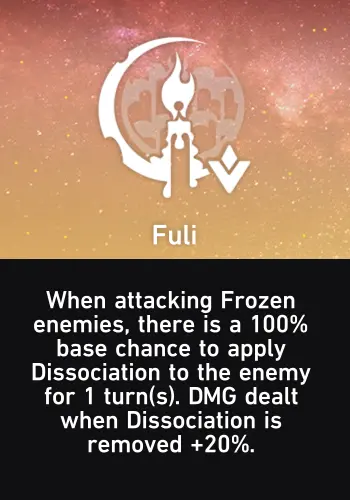 Fuli
When attacking Frozen
enemies, there is a 100%
base chance to apply
Dissociation to the enemy
for 1 turn(s). DMG dealt
when Dissociation is
removed +20%.